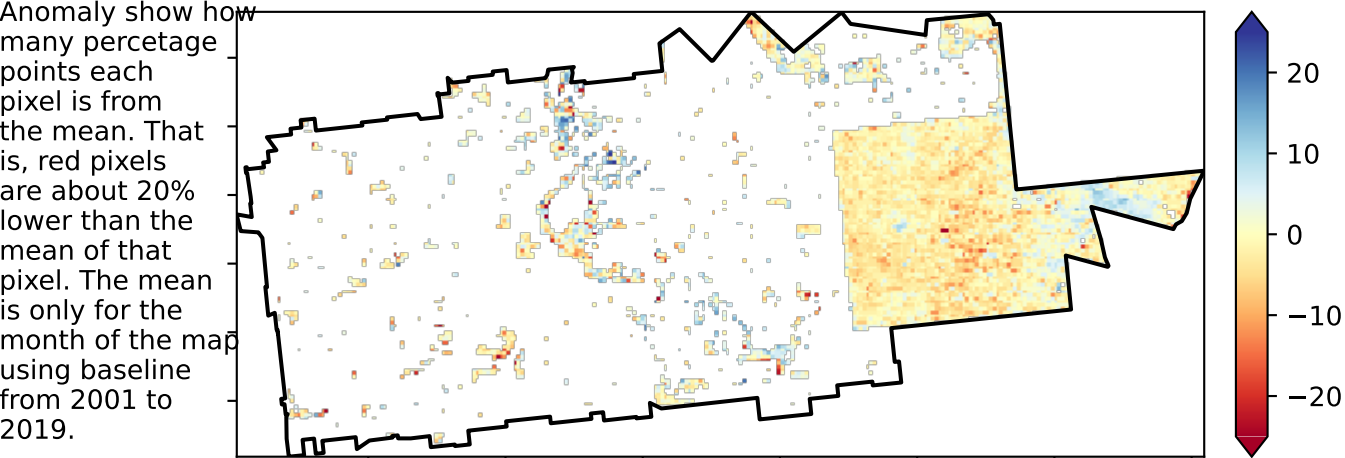 Anomaly show how
many percetage
points each
pixel is from
the mean. That
is, red pixels
are about 20%
lower than the
mean of that
pixel. The mean
is only for the
month of the map
using baseline
from 2001 to
2019.
20
10
0
−10
−20